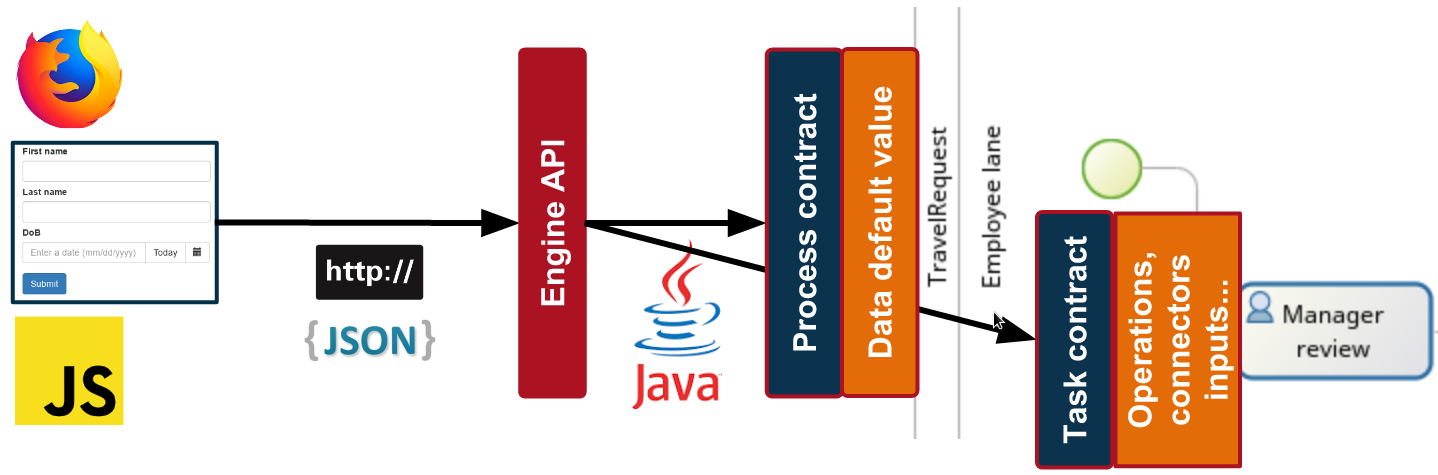 First name
Last name
DoB
Enter a date (mm/dd/yyyy)
Today
Submit
JS
http://
{JSON}
Engine API
Java
Process contract
Data default value
TravelRequest
Employee lane
Task contract
Operations,
connectors
inputs...
Manager
review